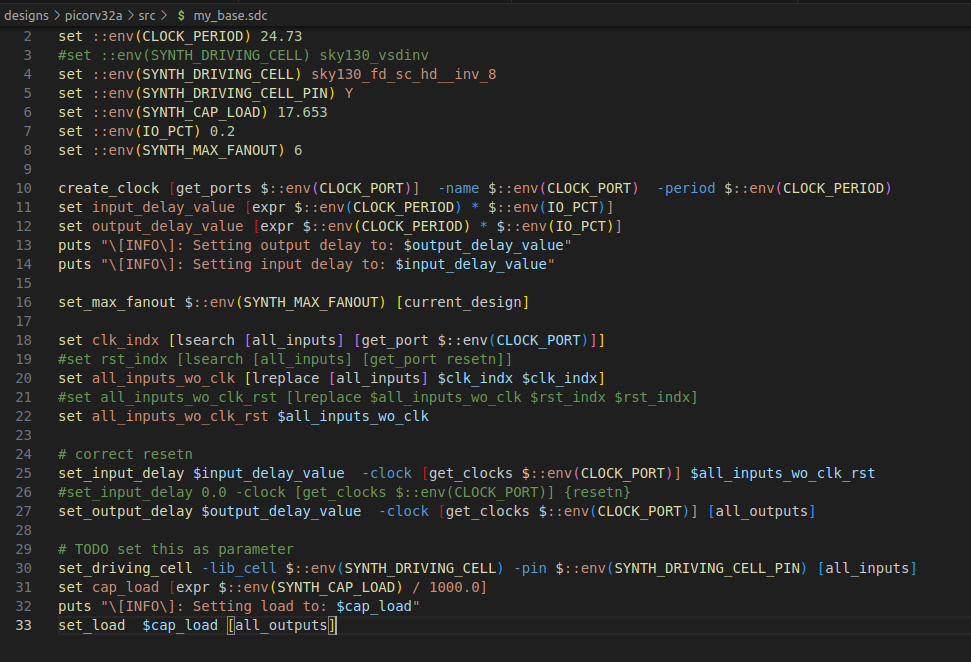 designs > picorv32a > src > $ my_base.sdc
2 set ::env(CLOCK_PERIOD) 24.73
3 #set ::env(SYNTH_DRIVING_CELL) sky130_vsdinv
4 set ::env(SYNTH_DRIVING_CELL) sky130_fd_sc_hd__inv_8
5 set ::env(SYNTH_DRIVING_CELL_PIN) Y
6 set ::env(SYNTH_CAP_LOAD) 17.653
7 set ::env(IO_PCT) 0.2
8 set ::env(SYNTH_MAX_FANOUT) 6
9
10 create_clock [get_ports $::env(CLOCK_PORT)]  -name $::env(CLOCK_PORT)  -period $::env(CLOCK_PERIOD)
11 set input_delay_value [expr $::env(CLOCK_PERIOD) * $::env(IO_PCT)]
12 set output_delay_value [expr $::env(CLOCK_PERIOD) * $::env(IO_PCT)]
13 puts "\[INFO\]: Setting output delay to: $output_delay_value"
14 puts "\[INFO\]: Setting input delay to: $input_delay_value"
15
16 set_max_fanout $::env(SYNTH_MAX_FANOUT) [current_design]
17
18 set clk_indx [lsearch [all_inputs] [get_port $::env(CLOCK_PORT)]]
19 #set rst_indx [lsearch [all_inputs] [get_port resetn]]
20 set all_inputs_wo_clk [lreplace [all_inputs] $clk_indx $clk_indx]
21 #set all_inputs_wo_clk_rst [lreplace $all_inputs_wo_clk $rst_indx $rst_indx]
22 set all_inputs_wo_clk_rst $all_inputs_wo_clk
23
24 # correct resetn
25 set_input_delay $input_delay_value  -clock [get_clocks $::env(CLOCK_PORT)] $all_inputs_wo_clk_rst
26 #set_input_delay 0.0 -clock [get_clocks $::env(CLOCK_PORT)] {resetn}
27 set_output_delay $output_delay_value  -clock [get_clocks $::env(CLOCK_PORT)] [all_outputs]
28
29 # TODO set this as parameter
30 set_driving_cell -lib_cell $::env(SYNTH_DRIVING_CELL) -pin $::env(SYNTH_DRIVING_CELL_PIN) [all_inputs]
31 set cap_load [expr $::env(SYNTH_CAP_LOAD) / 1000.0]
32 puts "\[INFO\]: Setting load to: $cap_load"
33 set_load  $cap_load [all_outputs]